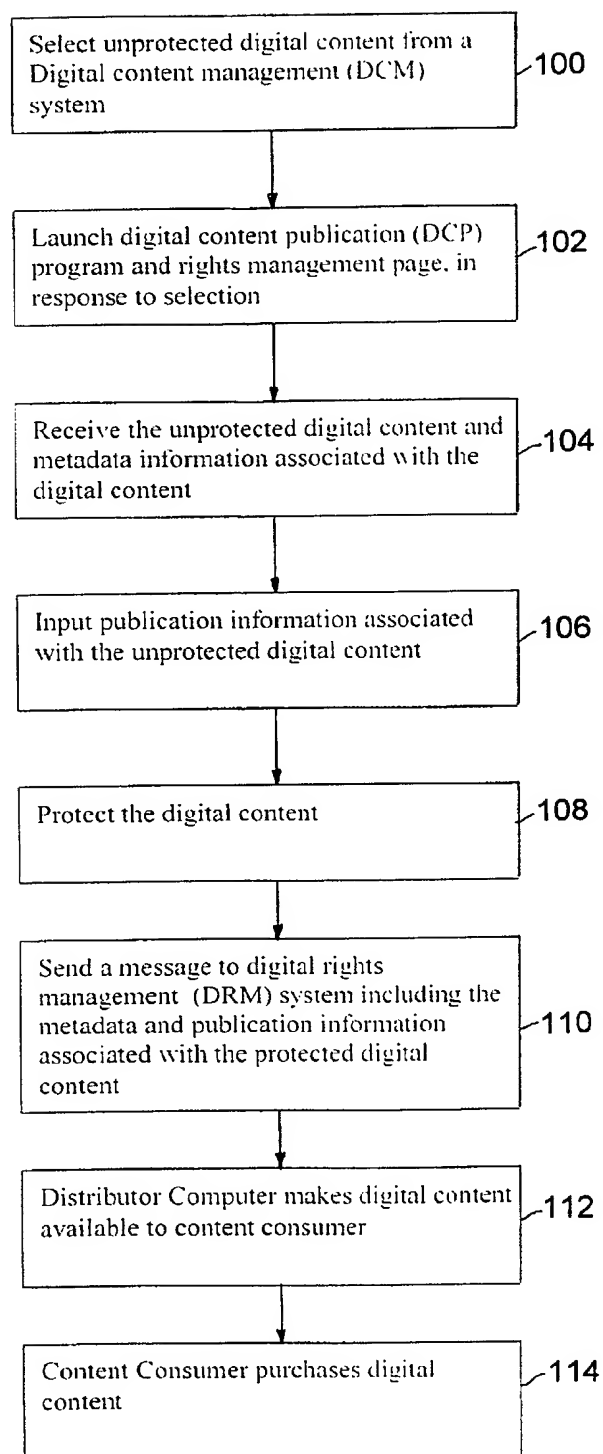 Select unprotected digital content from a
Digital content management (DCM)
system
100
Launch digital content publication (DCP)
program and rights management page, in
response to selection
102
Receive the unprotected digital content and
metadata information associated with the
digital content
104
Input publication information associated
with the unprotected digital content
106
Protect the digital content
108
Send a message to digital rights
management (DRM) system including the
metadata and publication information
associated with the protected digital
content
110
Distributor Computer makes digital content
available to content consumer
112
Content Consumer purchases digital
content
114